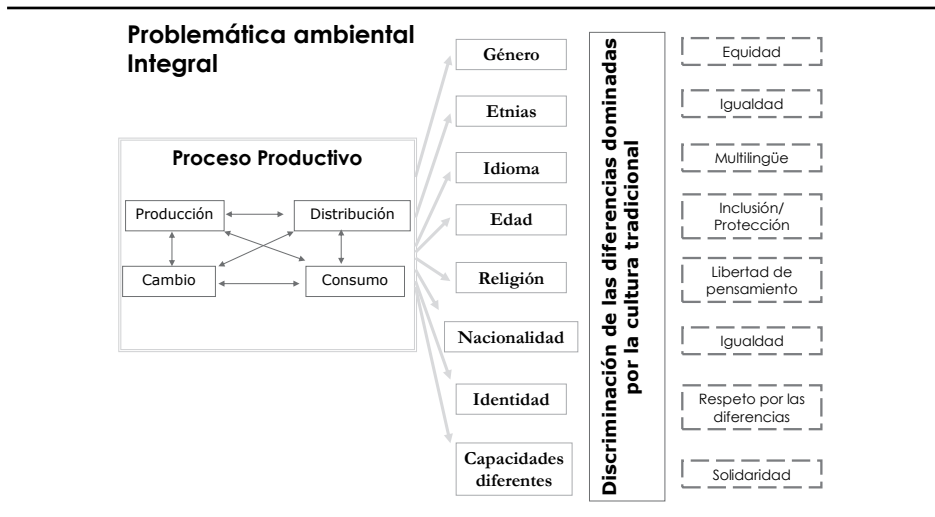 Problemática ambiental
Integral
Proceso Productivo
Producción
Distribución
Cambio
Consumo
Género
Etnias
Idioma
Edad
Religión
Nacionalidad
Identidad
Capacidades
diferentes
Discriminación de las diferencias dominadas
por la cultura tradicional
Equidad
Igualdad
Multilingüe
Inclusión/
Protección
Libertad de
pensamiento
Igualdad
Respeto por las
diferencias
Solidaridad